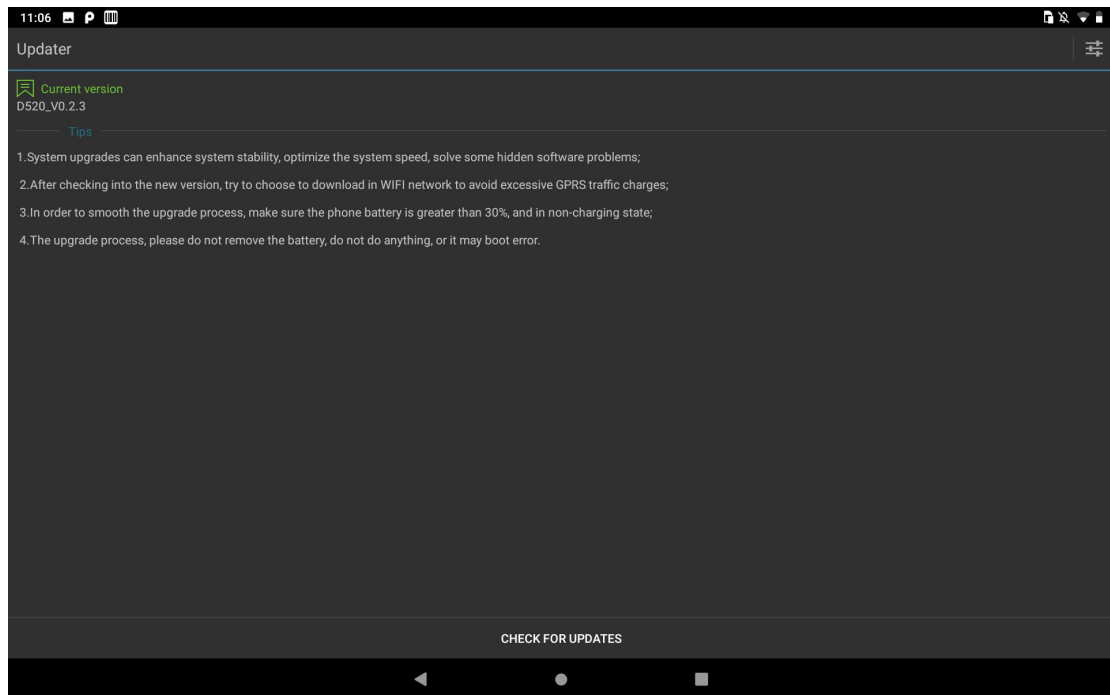 11:06
Updater
Current version
D520_V0.2.3
Tips
1.System upgrades can enhance system stability, optimize the system speed, solve some hidden software problems;
2.After checking into the new version, try to choose to download in WIFI network to avoid excessive GPRS traffic charges;
3.In order to smooth the upgrade process, make sure the phone battery is greater than 30%, and in non-charging state;
4.The upgrade process, please do not remove the battery, do not do anything, or it may boot error.
CHECK FOR UPDATES